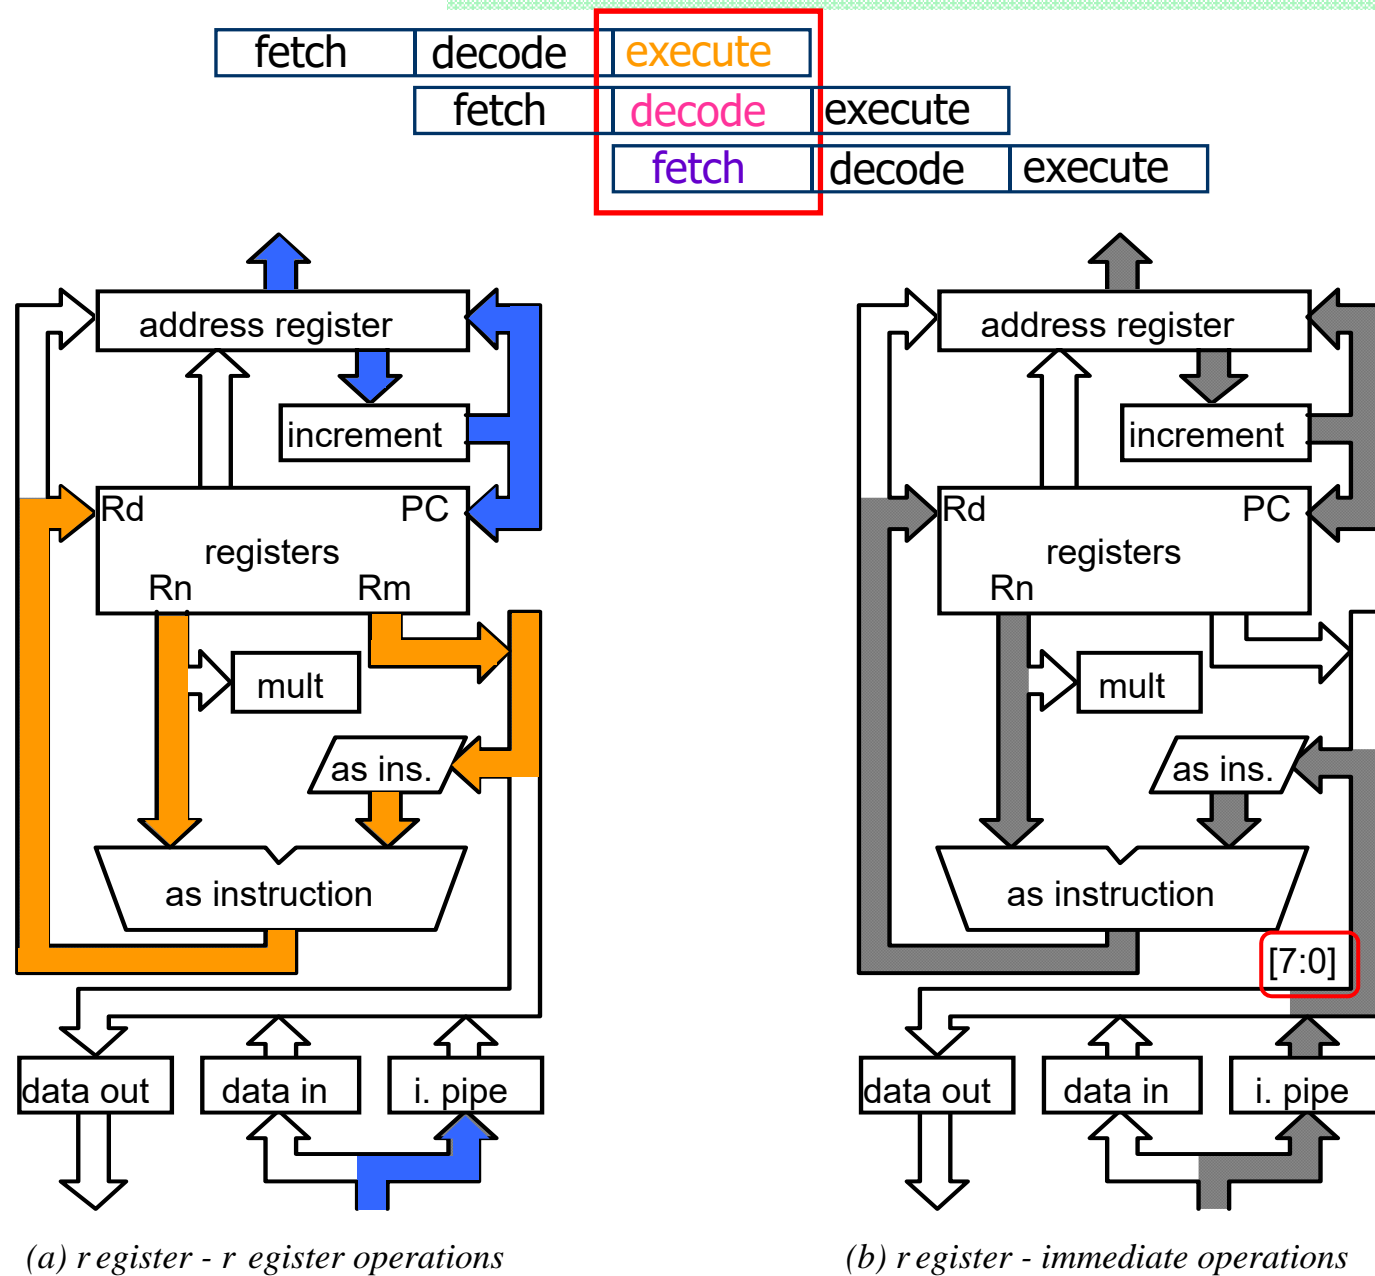 fetch decode execute
fetch decode execute
fetch decode execute
address register
increment
Rd PC
registers
Rn Rm
mult
as ins.
as instruction
data out data in i. pipe
(a) register - register operations
address register
increment
Rd PC
registers
Rn
mult
as ins.
as instruction
[7:0]
data out data in i. pipe
(b) register - immediate operations